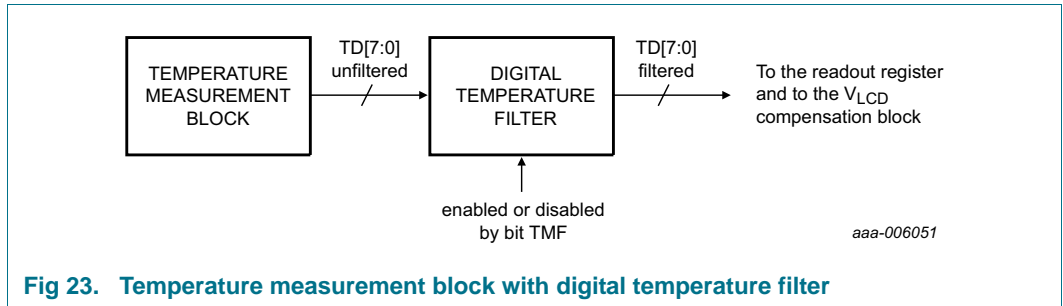 TEMPERATURE
MEASUREMENT
BLOCK
TD[7:0]
unfiltered
DIGITAL
TEMPERATURE
FILTER
TD[7:0]
filtered
To the readout register
and to the VLCD
compensation block
enabled or disabled
by bit TMF
aaa-006051
Fig 23. Temperature measurement block with digital temperature filter